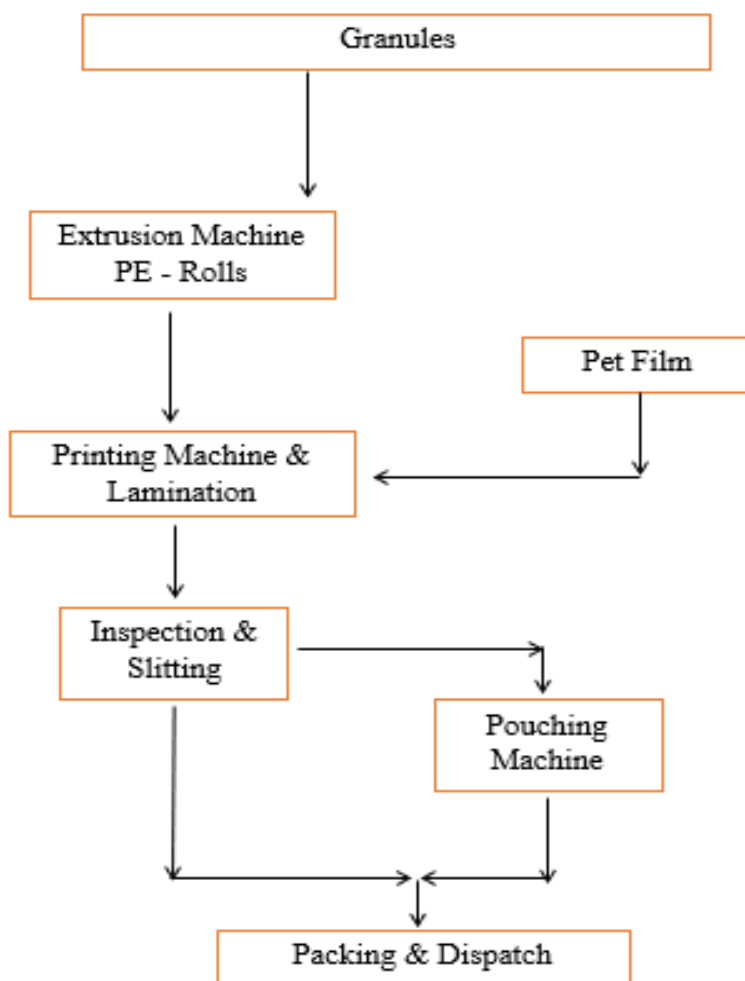 Granules
Extrusion Machine
PE - Rolls
Pet Film
Printing Machine &
Lamination
Inspection &
Slitting
Pouching
Machine
Packing & Dispatch